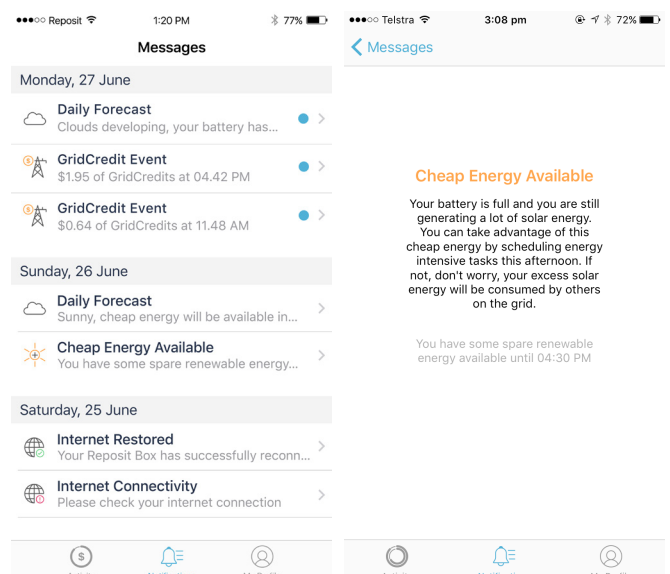 Reposit 1:20 PM 77%
Messages
Monday, 27 June
Daily Forecast
Clouds developing, your battery has...
GridCredit Event
$1.95 of GridCredits at 04.42 PM
GridCredit Event
$0.64 of GridCredits at 11.48 AM
Sunday, 26 June
Daily Forecast
Sunny, cheap energy will be available in...
Cheap Energy Available
You have some spare renewable energy...
Saturday, 25 June
Internet Restored
Your Reposit Box has successfully reconn...
Internet Connectivity
Please check your internet connection
$
Telstra 3:08 pm 72%
Messages
Cheap Energy Available
Your battery is full and you are still
generating a lot of solar energy.
You can take advantage of this
cheap energy by scheduling energy
intensive tasks this afternoon. If
not, don't worry, your excess solar
energy will be consumed by others
on the grid.
You have some spare renewable
energy available until 04:30 PM